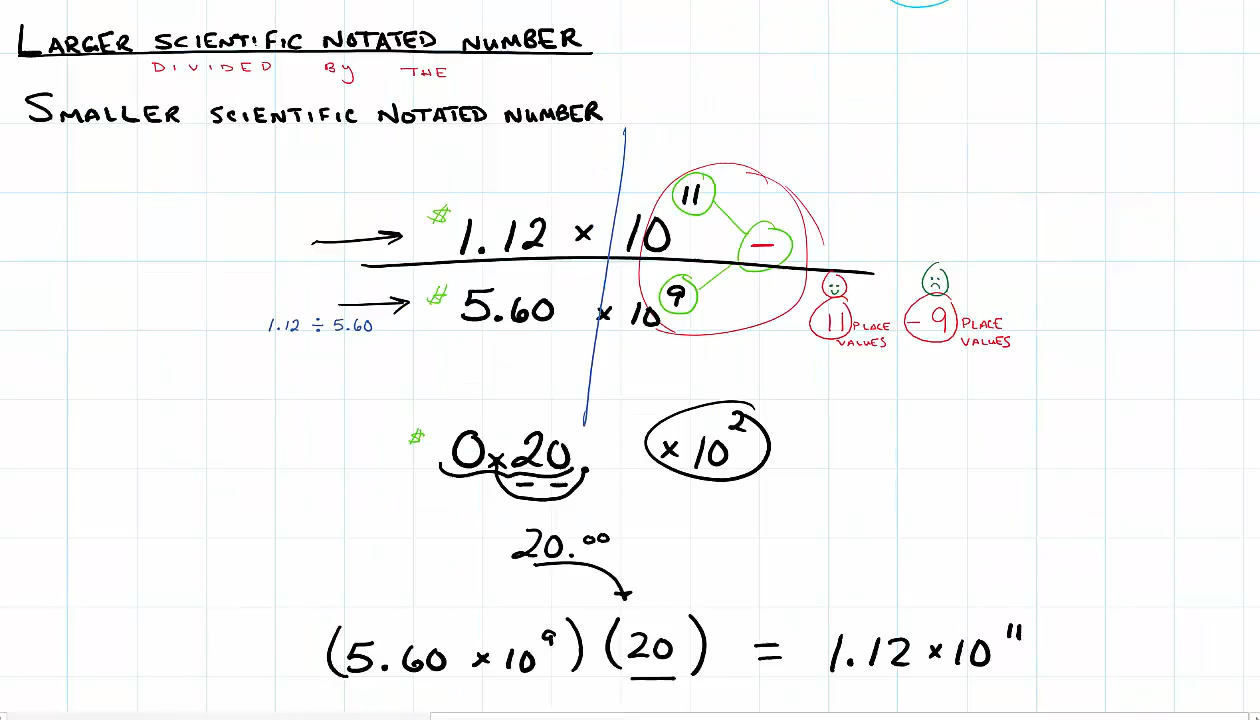 LARGER SCIENTIFIC NOTATED NUMBER
DIVIDED BY THE
SMALLER SCIENTIFIC NOTATED NUMBER
$ 1.12 × 10^11
−
$ 5.60 × 10^9
1.12 ÷ 5.60
11 PLACE VALUES
- 9 PLACE VALUES
$ 0.20. × 10^2
20.00
(5.60 × 10^9)(20) = 1.12 × 10^11